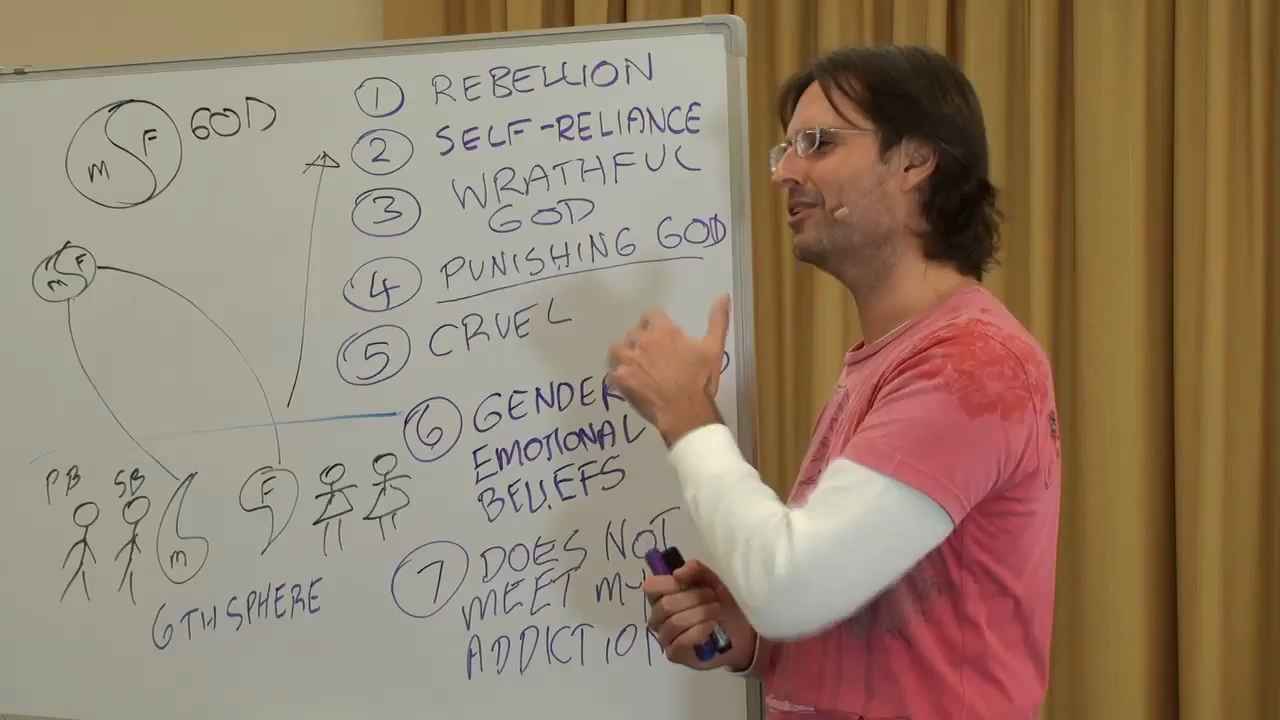 M F GOD
① REBELLION
② SELF-RELIANCE
③ WRATHFUL
GOD
④ PUNISHING GOD
⑤ CRUEL
M F
⑥ GENDER
EMOTIONAL
BELIEFS
PB SB
M F
6TH SPHERE
⑦ DOES NOT
MEET
ADDICTION